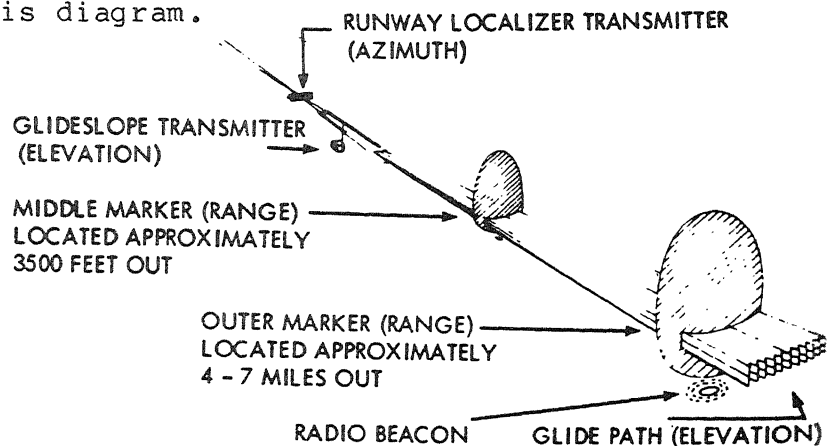 is diagram.
RUNWAY LOCALIZER TRANSMITTER
(AZIMUTH)
GLIDESLOPE TRANSMITTER
(ELEVATION)
MIDDLE MARKER (RANGE)
LOCATED APPROXIMATELY
3500 FEET OUT
OUTER MARKER (RANGE)
LOCATED APPROXIMATELY
4 - 7 MILES OUT
RADIO BEACON
GLIDE PATH (ELEVATION)